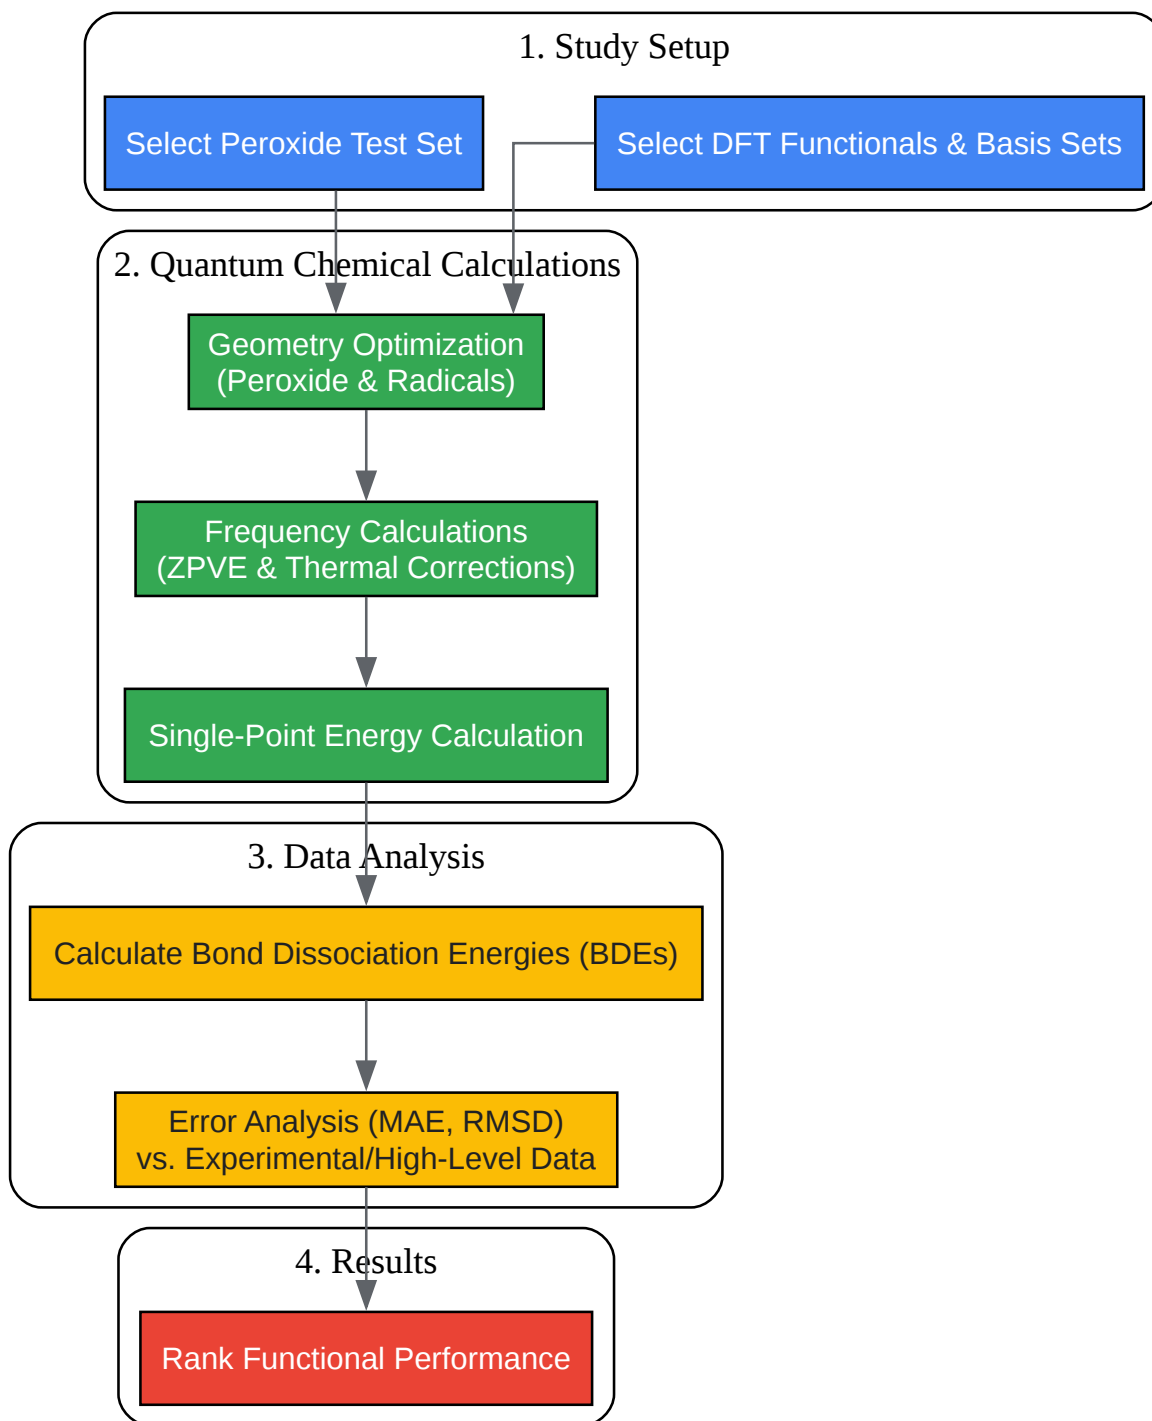 1. Study Setup
Select Peroxide Test Set
Select DFT Functionals & Basis Sets
2. Quantum Chemical Calculations
Geometry Optimization
(Peroxide & Radicals)
Frequency Calculations
(ZPVE & Thermal Corrections)
Single-Point Energy Calculation
3. Data Analysis
Calculate Bond Dissociation Energies (BDEs)
Error Analysis (MAE, RMSD)
vs. Experimental/High-Level Data
4. Results
Rank Functional Performance